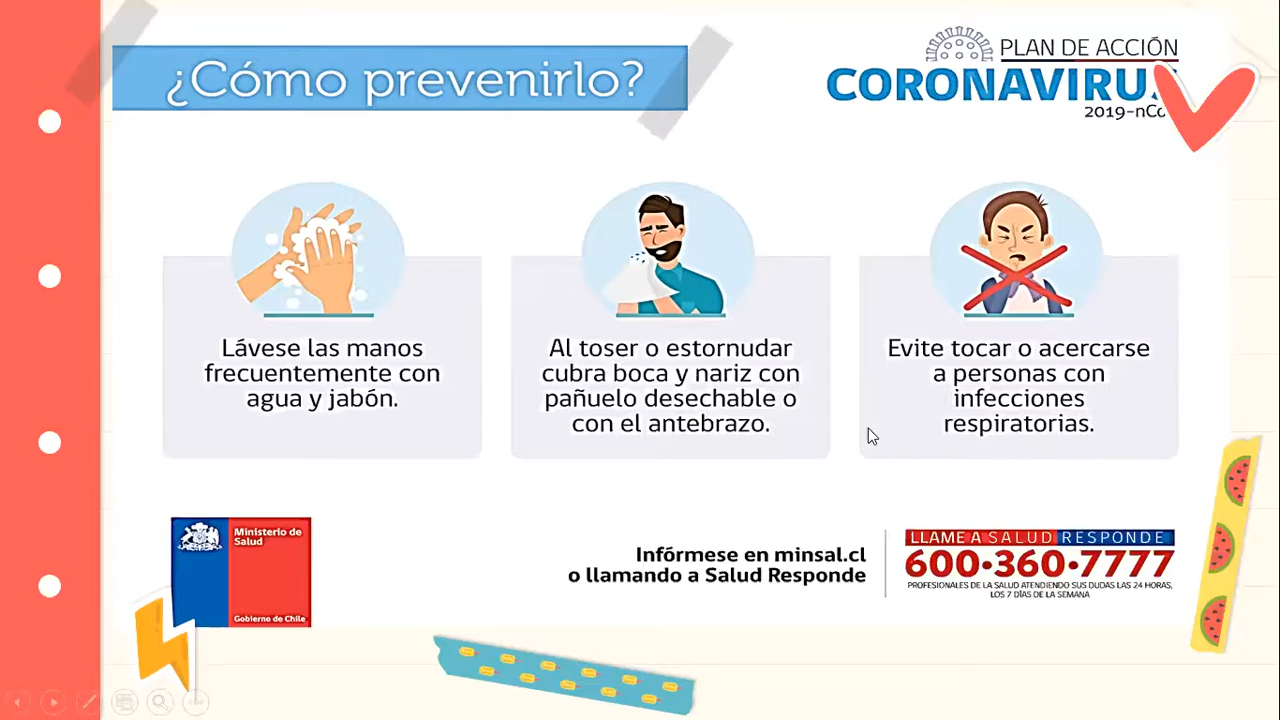 ¿Cómo prevenirlo?
PLAN DE ACCIÓN
CORONAVIRUS
2019-nCo
Lávese las manos
frecuentemente con
agua y jabón.
Al toser o estornudar
cubra boca y nariz con
pañuelo desechable o
con el antebrazo.
Evite tocar o acercarse
a personas con
infecciones
respiratorias.
Ministerio de
Salud
Gobierno de Chile
Infórmese en minsal.cl
o llamando a Salud Responde
LLAME A SALUD RESPONDE
600•360•7777
PROFESIONALES DE LA SALUD ATENDIENDO SUS DUDAS LAS 24 HORAS,
LOS 7 DÍAS DE LA SEMANA